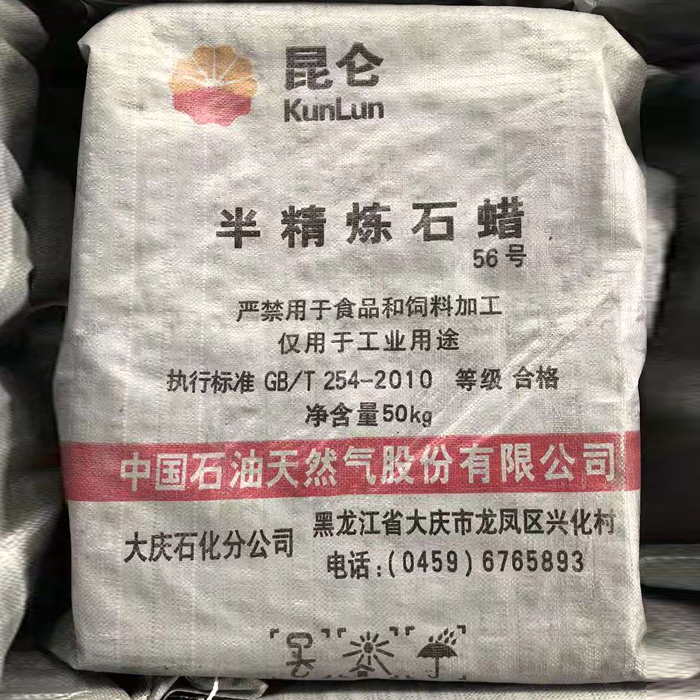 昆仑
KunLun
半精炼石蜡
56号
严禁用于食品和饲料加工
仅用于工业用途
执行标准 GB/T 254-2010 等级 合格
净含量50kg
中国石油天然气股份有限公司
大庆石化分公司
黑龙江省大庆市龙凤区兴化村
电话:(0459)6765893